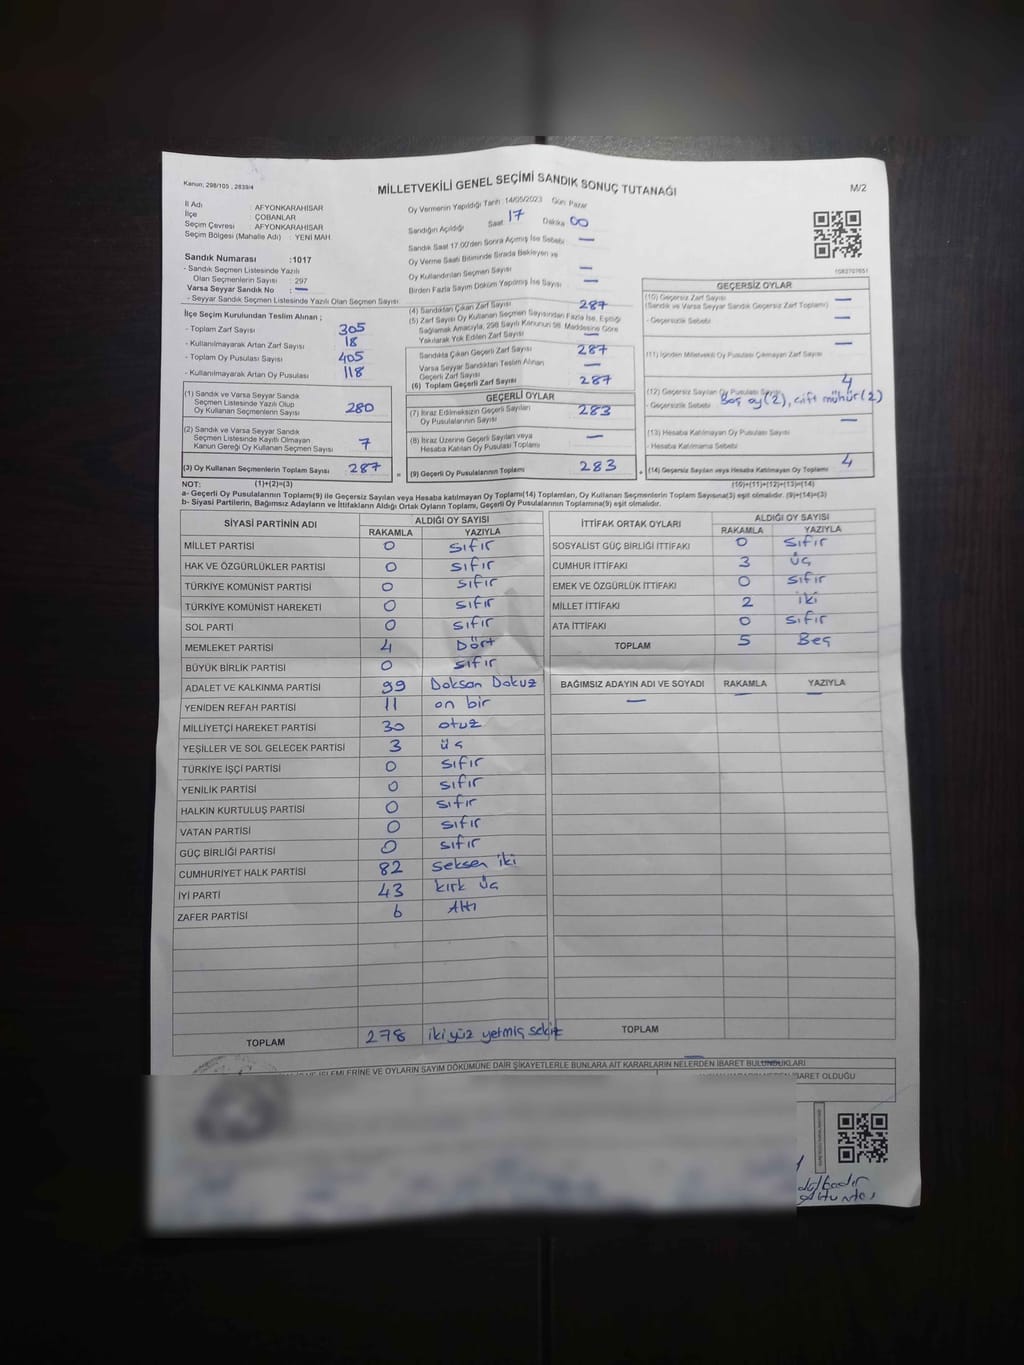 Kanun; 298/105 , 2839/4
MİLLETVEKİLİ GENEL SEÇİMİ SANDIK SONUÇ TUTANAĞI
M/2
İl Adı : AFYONKARAHİSAR
İlçe : ÇOBANLAR
Seçim Çevresi : AFYONKARAHİSAR
Seçim Bölgesi (Mahalle Adı) : YENİ MAH.
Sandık Numarası :1017
- Sandık Seçmen Listesinde Yazılı
Olan Seçmenlerin Sayısı : 297
Varsa Seyyar Sandık No : —
- Seyyar Sandık Seçmen Listesinde Yazılı Olan Seçmen Sayısı
Oy Vermenin Yapıldığı Tarih :14/05/2023 Gün: Pazar
Sandığın Açıldığı Saat 17 Dakika 00
Sandık Saat 17:00'den Sonra Açılmış İse Sebebi —
Oy Verme Saati Bitiminde Sırada Bekleyen ve
Oy Kullandırılan Seçmen Sayısı —
Birden Fazla Sayım Döküm Yapılmış İse Sayısı —
1082707651
İlçe Seçim Kurulundan Teslim Alınan ;
- Toplam Zarf Sayısı : 305
- Kullanılmayarak Artan Zarf Sayısı : 18
- Toplam Oy Pusulası Sayısı : 405
- Kullanılmayarak Artan Oy Pusulası : 118
(1) Sandık ve Varsa Seyyar Sandık
Seçmen Listesinde Yazılı Olup
Oy Kullanan Seçmenlerin Sayısı 280
(2) Sandık ve Varsa Seyyar Sandık
Seçmen Listesinde Kayıtlı Olmayan
Kanun Gereği Oy Kullanan Seçmen Sayısı 7
(3) Oy Kullanan Seçmenlerin Toplam Sayısı 287
(4) Sandıktan Çıkan Zarf Sayısı 287
(5) Zarf Sayısı Oy Kullanan Seçmen Sayısından Fazla İse, Eşitliği
Sağlamak Amacıyla, 298 Sayılı Kanunun 98. Maddesine Göre
Yakılarak Yok Edilen Zarf Sayısı —
Sandıkta Çıkan Geçerli Zarf Sayısı 287
Varsa Seyyar Sandıktan Teslim Alınan
Geçerli Zarf Sayısı —
(6) Toplam Geçerli Zarf Sayısı 287
GEÇERLİ OYLAR
(7) İtiraz Edilmeksizin Geçerli Sayılan
Oy Pusulalarının Sayısı 283
(8) İtiraz Üzerine Geçerli Sayılan veya
Hesaba Katılan Oy Pusulası Toplamı —
= (9) Geçerli Oy Pusulalarının Toplamı 283
GEÇERSİZ OYLAR
(10) Geçersiz Zarf Sayısı —
(Sandık ve Varsa Seyyar Sandık Geçersiz Zarf Toplamı)
- Geçersizlik Sebebi —
(11) İçinden Milletvekili Oy Pusulası Çıkmayan Zarf Sayısı —
(12) Geçersiz Sayılan Oy Pusulası Sayısı 4
- Geçersizlik Sebebi Boş oy(2), çift mühür(2)
(13) Hesaba Katılmayan Oy Pusulası Sayısı —
- Hesaba Katılmama Sebebi
+ (14) Geçersiz Sayılan veya Hesaba Katılmayan Oy Toplamı 4
NOT: (1)+(2)=(3) (10)+(11)+(12)+(13)=(14)
a- Geçerli Oy Pusulalarının Toplamı(9) ile Geçersiz Sayılan veya Hesaba katılmayan Oy Toplamı(14) Toplamları, Oy Kullanan Seçmenlerin Toplam Sayısına(3) eşit olmalıdır. (9)+(14)=(3)
b- Siyasi Partilerin, Bağımsız Adayların ve İttifakların Aldığı Ortak Oyların Toplamı, Geçerli Oy Pusulalarının Toplamına(9) eşit olmalıdır.
SİYASİ PARTİNİN ADI ALDIĞI OY SAYISI
RAKAMLA YAZIYLA
MİLLET PARTİSİ 0 sıfır
HAK VE ÖZGÜRLÜKLER PARTİSİ 0 sıfır
TÜRKİYE KOMÜNİST PARTİSİ 0 sıfır
TÜRKİYE KOMÜNİST HAREKETİ 0 sıfır
SOL PARTİ 0 sıfır
MEMLEKET PARTİSİ 4 Dört
BÜYÜK BİRLİK PARTİSİ 0 sıfır
ADALET VE KALKINMA PARTİSİ 99 Doksan Dokuz
YENİDEN REFAH PARTİSİ 11 on bir
MİLLİYETÇİ HAREKET PARTİSİ 30 otuz
YEŞİLLER VE SOL GELECEK PARTİSİ 3 üç
TÜRKİYE İŞÇİ PARTİSİ 0 sıfır
YENİLİK PARTİSİ 0 sıfır
HALKIN KURTULUŞ PARTİSİ 0 sıfır
VATAN PARTİSİ 0 sıfır
GÜÇ BİRLİĞİ PARTİSİ 0 sıfır
CUMHURİYET HALK PARTİSİ 82 seksen iki
İYİ PARTİ 43 kırk üç
ZAFER PARTİSİ 6 Altı
TOPLAM 278 iki yüz yetmiş sekiz
İTTİFAK ORTAK OYLARI ALDIĞI OY SAYISI
RAKAMLA YAZIYLA
SOSYALİST GÜÇ BİRLİĞİ İTTİFAKI 0 sıfır
CUMHUR İTTİFAKI 3 üç
EMEK VE ÖZGÜRLÜK İTTİFAKI 0 sıfır
MİLLET İTTİFAKI 2 iki
ATA İTTİFAKI 0 sıfır
TOPLAM 5 Beş
BAĞIMSIZ ADAYIN ADI VE SOYADI RAKAMLA YAZIYLA
— — —
TOPLAM
İŞLEMLERİNE VE OYLARIN SAYIM DÖKÜMÜNE DAİR ŞİKAYETLERLE BUNLARA AİT KARARLARIN NELERDEN İBARET BULUNDUKLARI
İBARET OLDUĞU